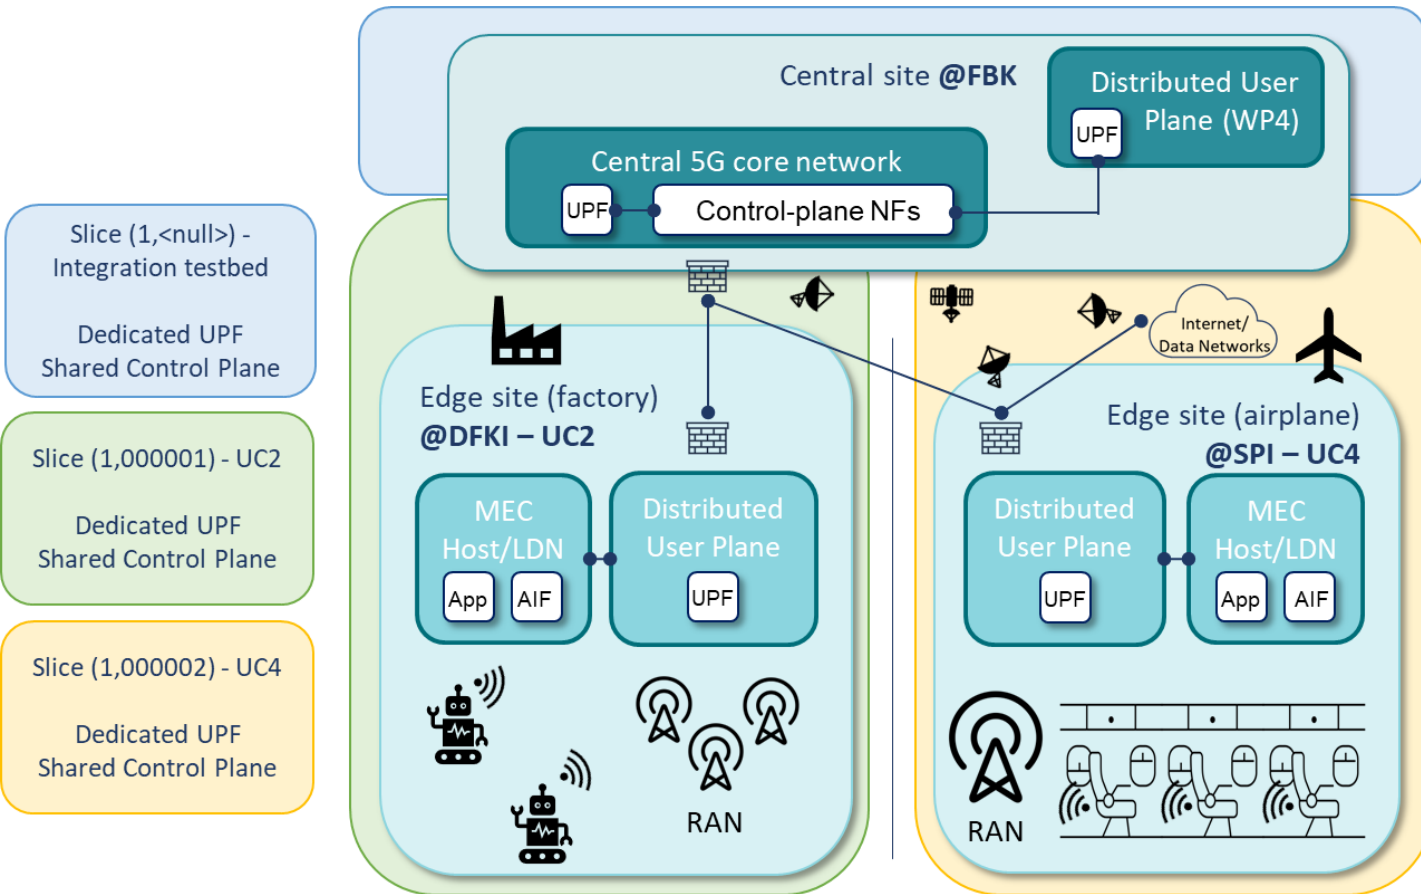 Central site @FBK
Distributed User
Plane (WP4)
UPF
Central 5G core network
UPF
Control-plane NFs
Slice (1,<null>) -
Integration testbed
Dedicated UPF
Shared Control Plane
Slice (1,000001) - UC2
Dedicated UPF
Shared Control Plane
Slice (1,000002) - UC4
Dedicated UPF
Shared Control Plane
Internet/
Data Networks
Edge site (factory)
@DFKI – UC2
MEC
Host/LDN
App
AIF
Distributed
User Plane
UPF
RAN
Edge site (airplane)
@SPI – UC4
Distributed
User Plane
UPF
MEC
Host/LDN
App
AIF
RAN